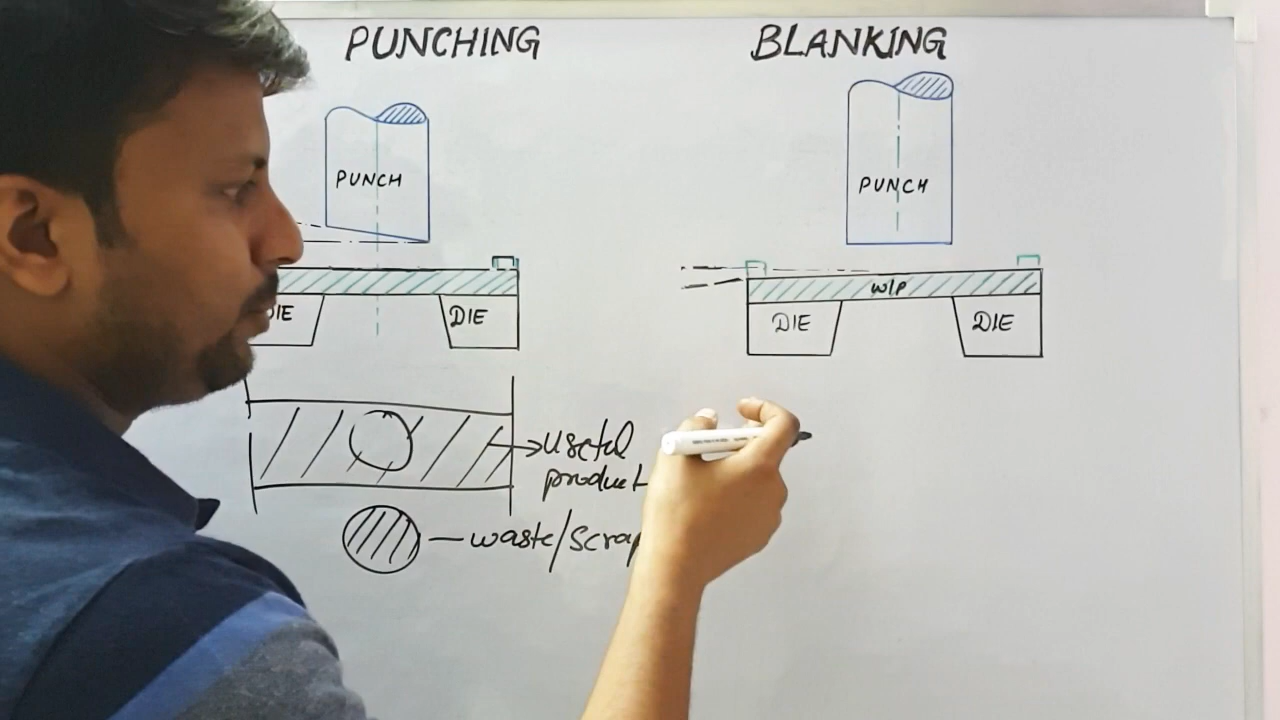 PUNCHING
BLANKING
PUNCH
PUNCH
W/P
DIE
DIE
DIE
DIE
useful
product
waste/scrap